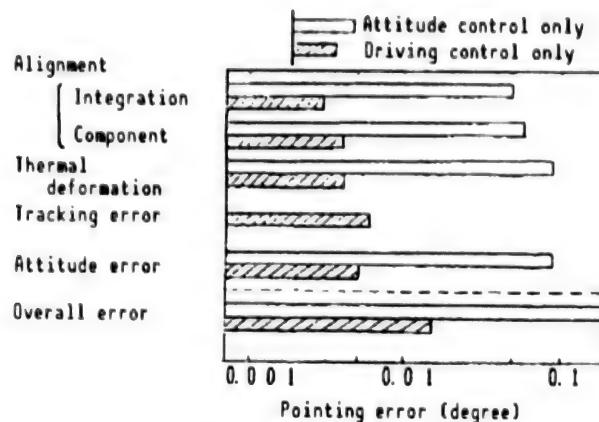 Attitude control only
Driving control only
Alignment
Integration
Component
Thermal
deformation
Tracking error
Attitude error
Overall error
0.001 0.01 0.1
Pointing error (degree)